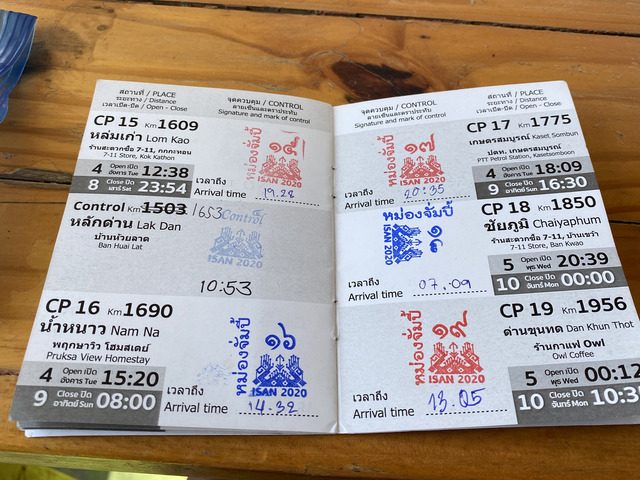 สถานที่ / PLACE
ระยะทาง / Distance
เวลาเปิด-ปิด / Open - Close
จุดควบคุม / CONTROL
ลายเซ็นและตราประทับ
Signature and mark of control
CP 15 Km 1609
หล่มเก่า Lom Kao
ร้านสะดวกซื้อ 7-11, กกกะทอน
7-11 Store, Kok Kathon
4 Open เปิด อังคาร Tue 12:38
8 Close ปิด เสาร์ Sat 23:54
หม่องจั่มปี้ ๑๕
ISAN 2020
เวลาถึง
Arrival time 19.28
Control Km 1503 1653 Control
หลักด่าน Lak Dan
บ้านห้วยลาด
Ban Huai Lat
ISAN 2020
10:53
CP 16 Km 1690
น้ำหนาว Nam Na
พฤกษาวิว โฮมสเตย์
Pruksa View Homestay
4 Open เปิด อังคาร Tue 15:20
9 Close ปิด อาทิตย์ Sun 08:00
หม่องจั่มปี้ ๑๖
ISAN 2020
เวลาถึง
Arrival time 14.32
จุดควบคุม / CONTROL
ลายเซ็นและตราประทับ
Signature and mark of control
สถานที่ / PLACE
ระยะทาง / Distance
เวลาเปิด-ปิด / Open - Close
หม่องจั่มปี้ ๑๗
ISAN 2020
เวลาถึง
Arrival time 20:35
CP 17 Km 1775
เกษตรสมบูรณ์ Kaset Sombun
ปตท. เกษตรสมบูรณ์
PTT Petrol Station, Kasetsomboon
4 Open เปิด อังคาร Tue 18:09
9 Close ปิด อาทิตย์ Sun 16:30
หม่องจั่มปี้ ๑๘
ISAN 2020
เวลาถึง
Arrival time 07.09
CP 18 Km 1850
ชัยภูมิ Chaiyaphum
ร้านสะดวกซื้อ 7-11, บ้านเขว้า
7-11 Store, Ban Kwao
5 Open เปิด พุธ Wed 20:39
10 Close ปิด จันทร์ Mon 00:00
หม่องจั่มปี้ ๑๙
ISAN 2020
เวลาถึง
Arrival time 13.05
CP 19 Km 1956
ด่านขุนทด Dan Khun Thot
ร้านกาแฟ Owl
Owl Coffee
5 Open เปิด พุธ Wed 00:12
10 Close ปิด จันทร์ Mon 10:3